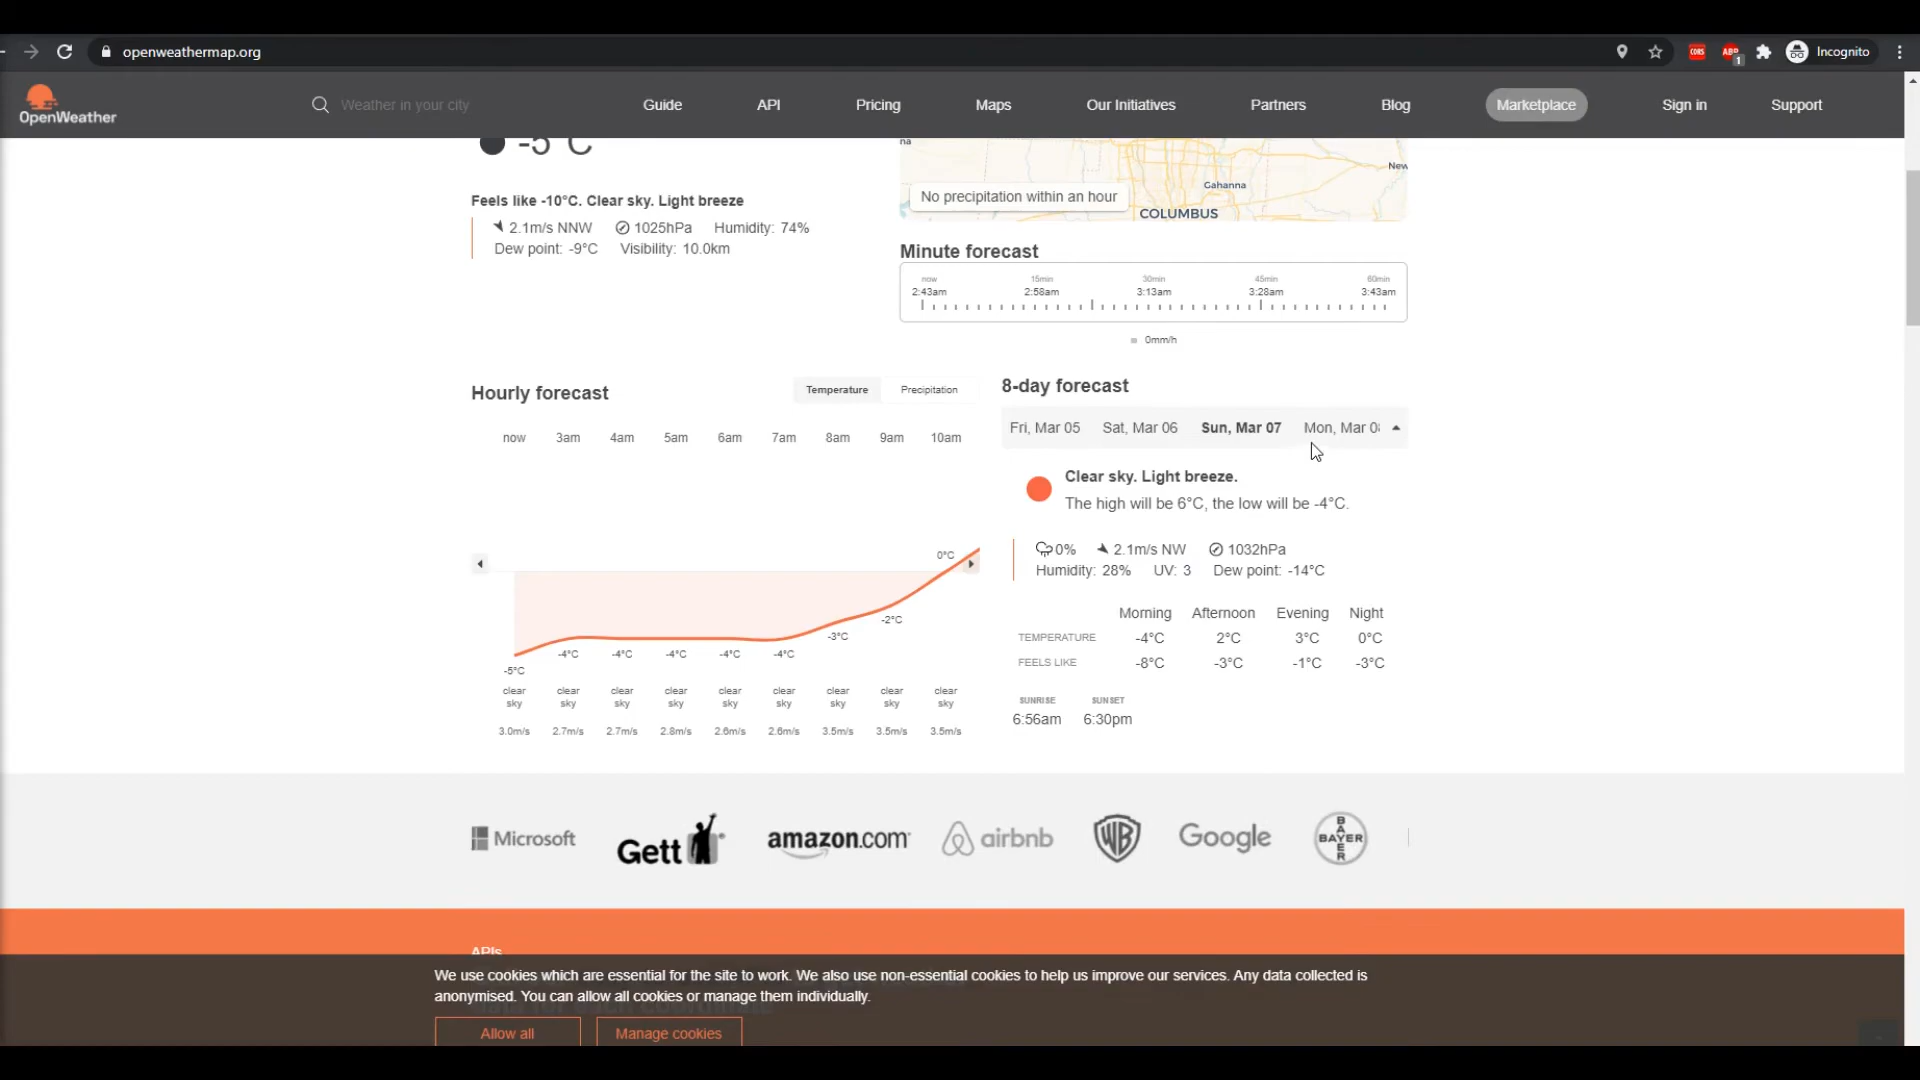 openweathermap.org
CORS
ABP
1
Incognito
OpenWeather
Weather in your city
Guide
API
Pricing
Maps
Our Initiatives
Partners
Blog
Marketplace
Sign in
Support
-5°C
Feels like -10°C. Clear sky. Light breeze
2.1m/s NNW 1025hPa Humidity: 74%
Dew point: -9°C Visibility: 10.0km
na
New
Gahanna
COLUMBUS
No precipitation within an hour
Minute forecast
now 15min 30min 45min 60min
2:43am 2:58am 3:13am 3:28am 3:43am
0mm/h
Hourly forecast
Temperature Precipitation
now 3am 4am 5am 6am 7am 8am 9am 10am
0°C
-2°C
-3°C
-4°C -4°C -4°C -4°C -4°C
-5°C
clear clear clear clear clear clear clear clear clear
sky sky sky sky sky sky sky sky sky
3.0m/s 2.7m/s 2.7m/s 2.8m/s 2.6m/s 2.6m/s 3.5m/s 3.5m/s 3.5m/s
8-day forecast
Fri, Mar 05 Sat, Mar 06 Sun, Mar 07 Mon, Mar 08
Clear sky. Light breeze.
The high will be 6°C, the low will be -4°C.
0% 2.1m/s NW 1032hPa
Humidity: 28% UV: 3 Dew point: -14°C
Morning Afternoon Evening Night
TEMPERATURE -4°C 2°C 3°C 0°C
FEELS LIKE -8°C -3°C -1°C -3°C
SUNRISE SUNSET
6:56am 6:30pm
Microsoft
Gett
amazon.com
airbnb
WB
Google
BAYER
BAYER
APIs
We use cookies which are essential for the site to work. We also use non-essential cookies to help us improve our services. Any data collected is
anonymised. You can allow all cookies or manage them individually.
Allow all
Manage cookies